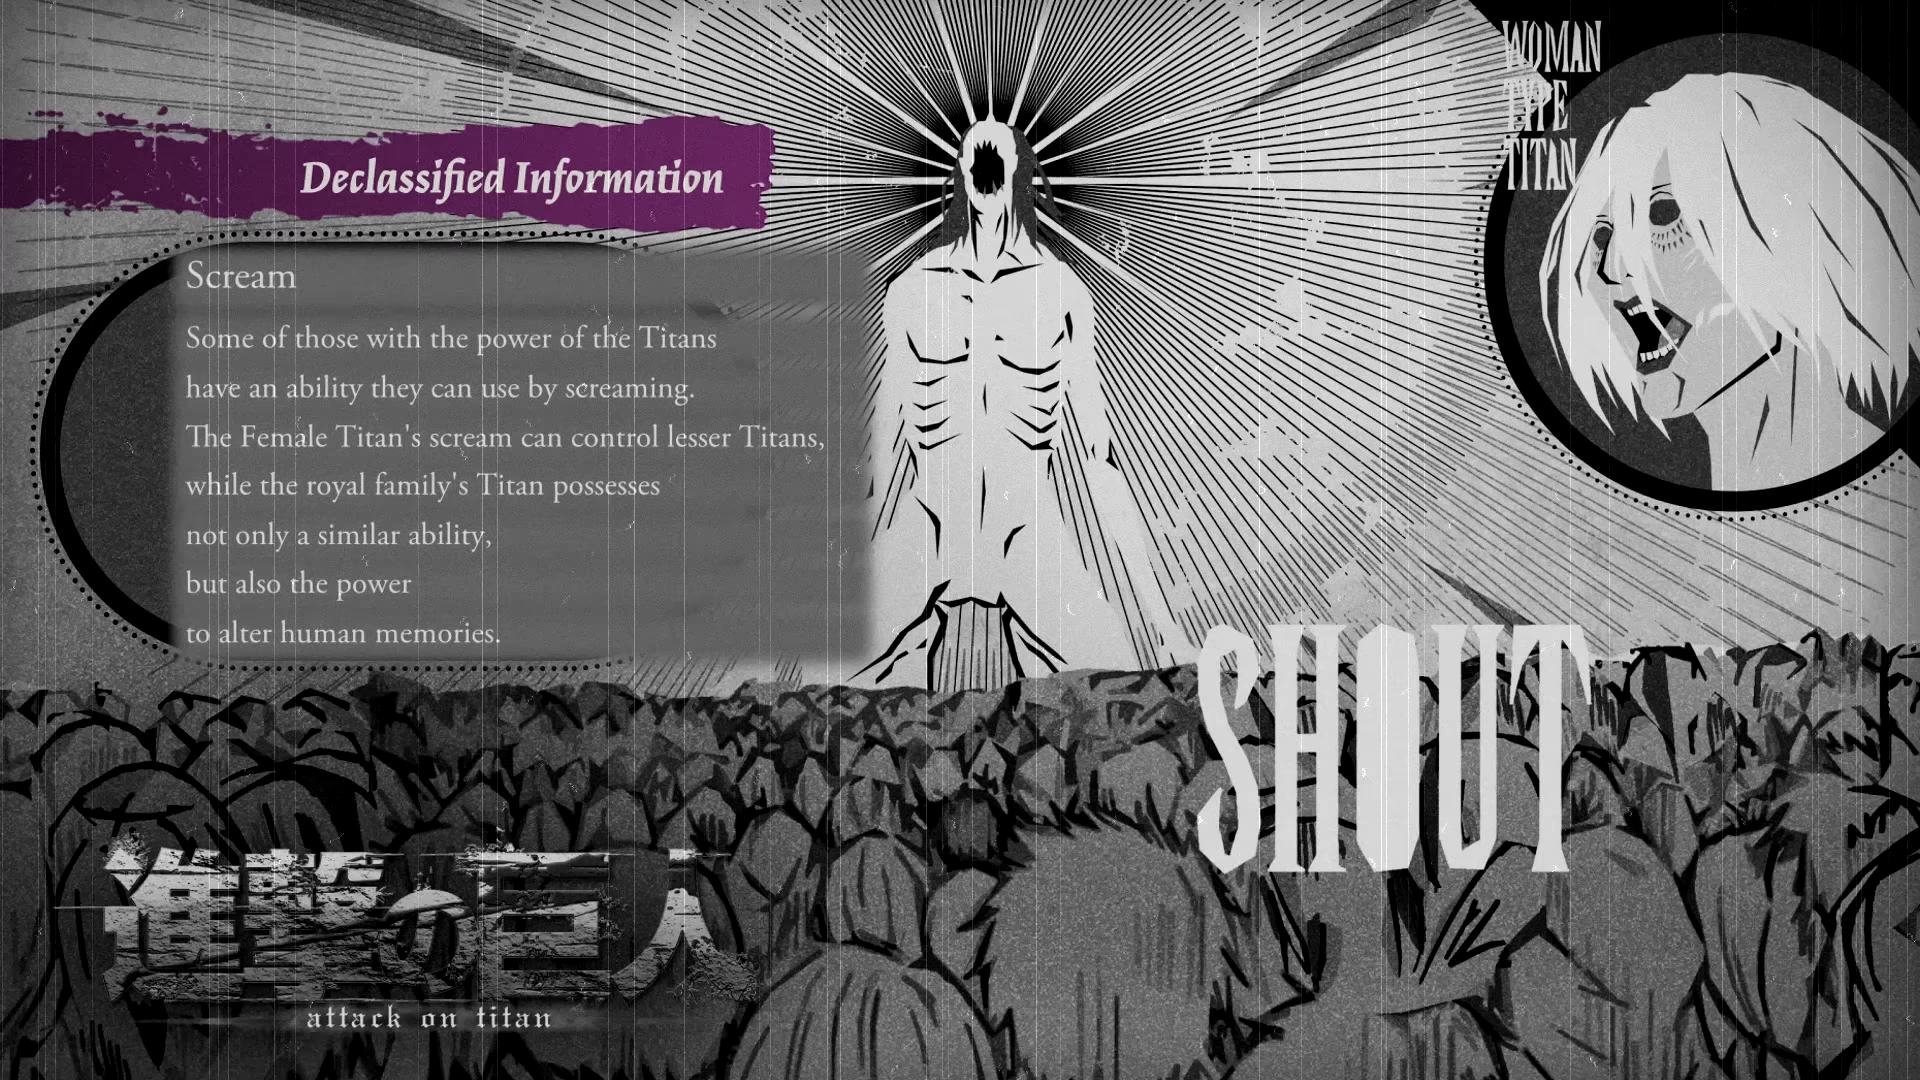 WOMAN
TYPE
TITAN
Declassified Information
Scream
Some of those with the power of the Titans
have an ability they can use by screaming.
The Female Titan's scream can control lesser Titans,
while the royal family's Titan possesses
not only a similar ability,
but also the power
to alter human memories.
SHOUT
進撃の巨人
attack on titan